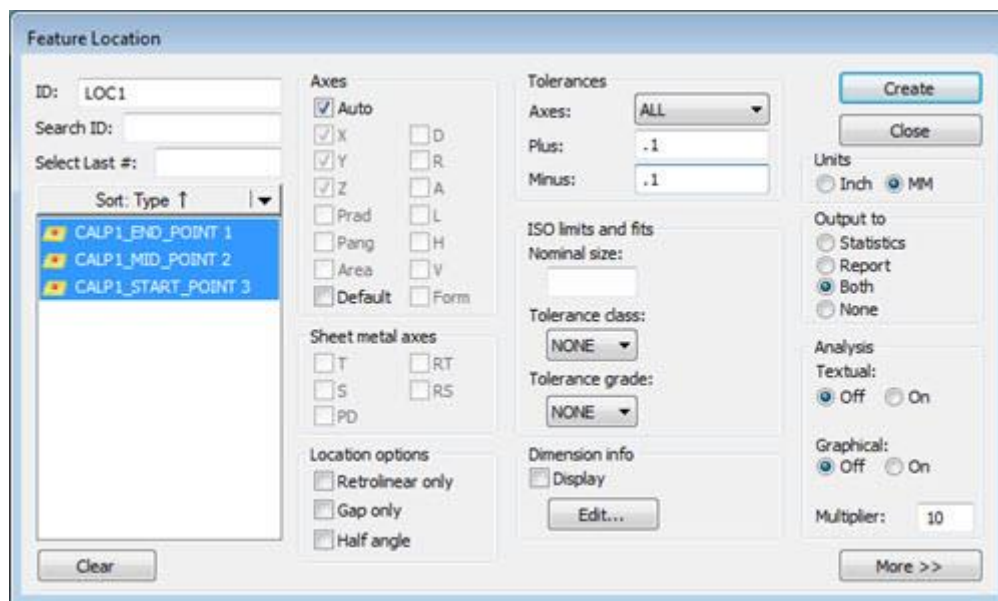 Feature Location
ID: LOC1
Search ID:
Select Last #:
Sort: Type ↑
CALP1_END_POINT 1
CALP1_MID_POINT 2
CALP1_START_POINT 3
Clear
Axes
Auto
X D
Y R
Z A
Prad L
Pang H
Area V
Default Form
Sheet metal axes
T RT
S RS
PD
Location options
Retrolinear only
Gap only
Half angle
Tolerances
Axes: ALL
Plus: .1
Minus: .1
ISO limits and fits
Nominal size:
Tolerance class:
NONE
Tolerance grade:
NONE
Dimension info
Display
Edit...
Create
Close
Units
Inch MM
Output to
Statistics
Report
Both
None
Analysis
Textual:
Off On
Graphical:
Off On
Multiplier: 10
More >>